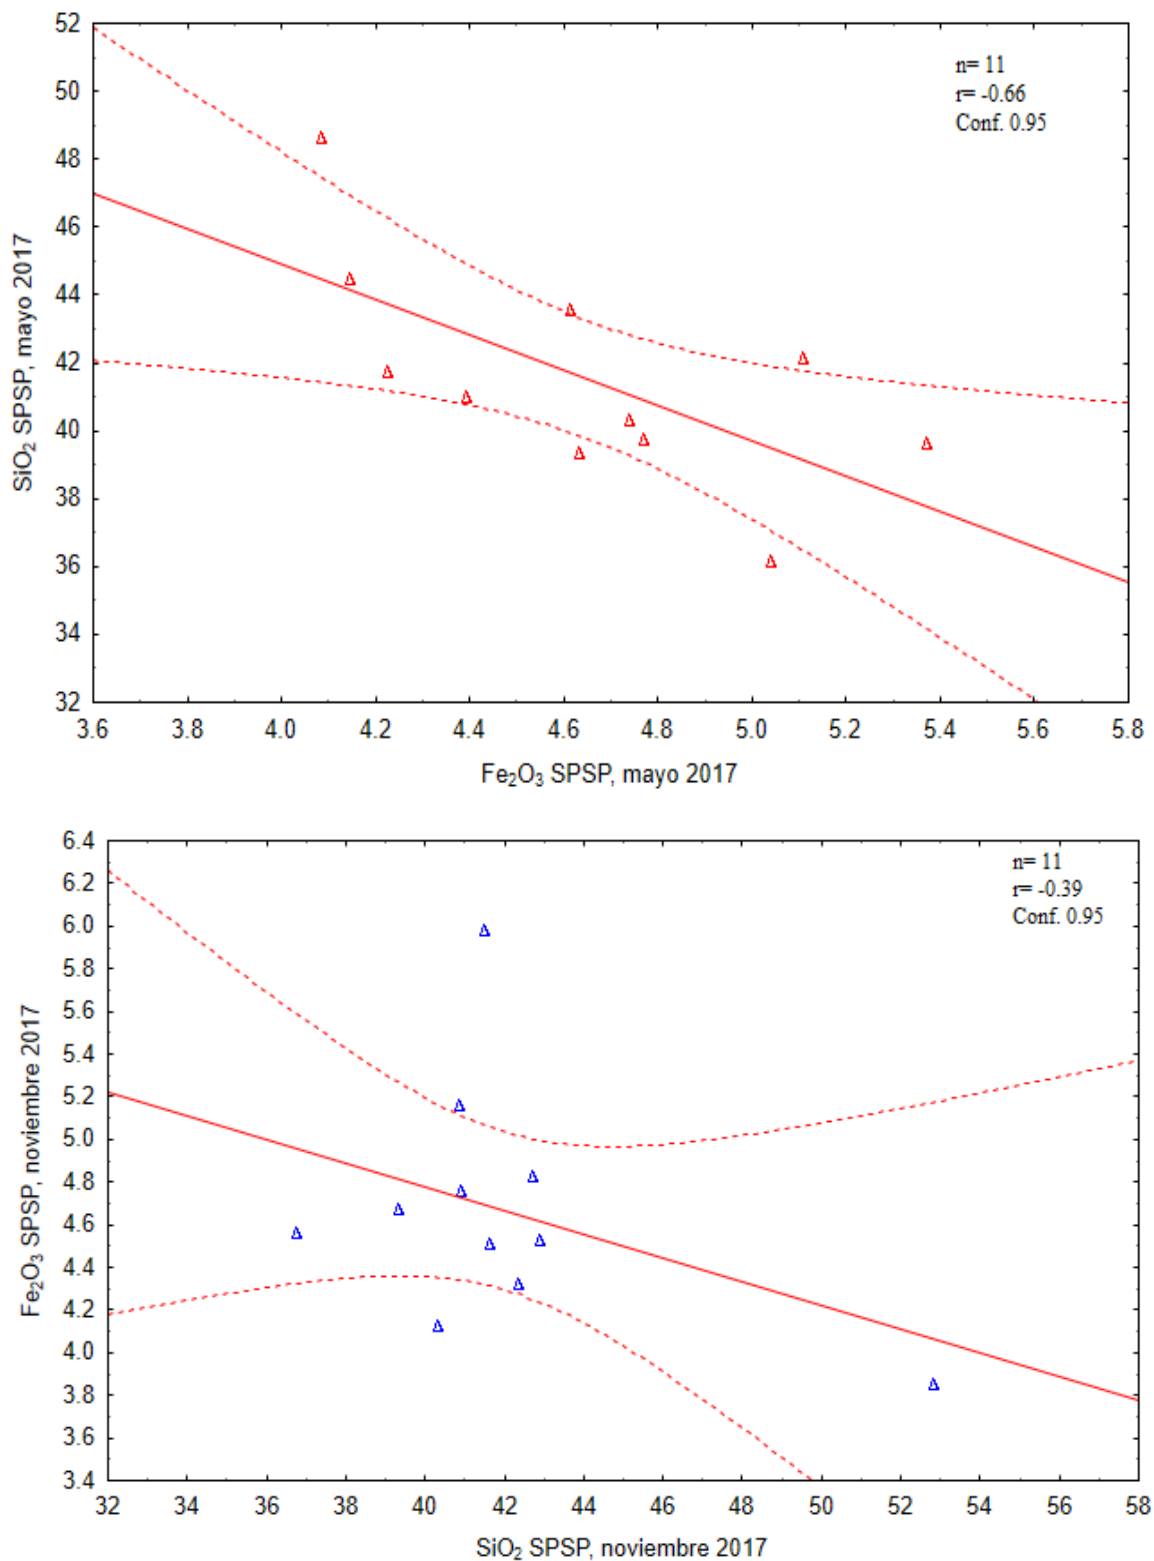 52
50
48
46
44
42
40
38
36
34
32
n= 11
r= -0.66
Conf. 0.95
SiO₂ SPSP, mayo 2017
3.6 3.8 4.0 4.2 4.4 4.6 4.8 5.0 5.2 5.4 5.6 5.8
Fe₂O₃ SPSP, mayo 2017
6.4
6.2
6.0
5.8
5.6
5.4
5.2
5.0
4.8
4.6
4.4
4.2
4.0
3.8
3.6
3.4
n= 11
r= -0.39
Conf. 0.95
Fe₂O₃ SPSP, noviembre 2017
32 34 36 38 40 42 44 46 48 50 52 54 56 58
SiO₂ SPSP, noviembre 2017